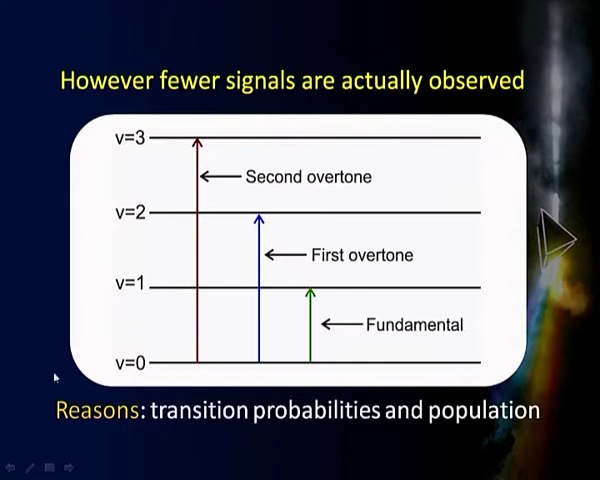 However fewer signals are actually observed
v=3
Second overtone
v=2
First overtone
v=1
Fundamental
v=0
Reasons: transition probabilities and population